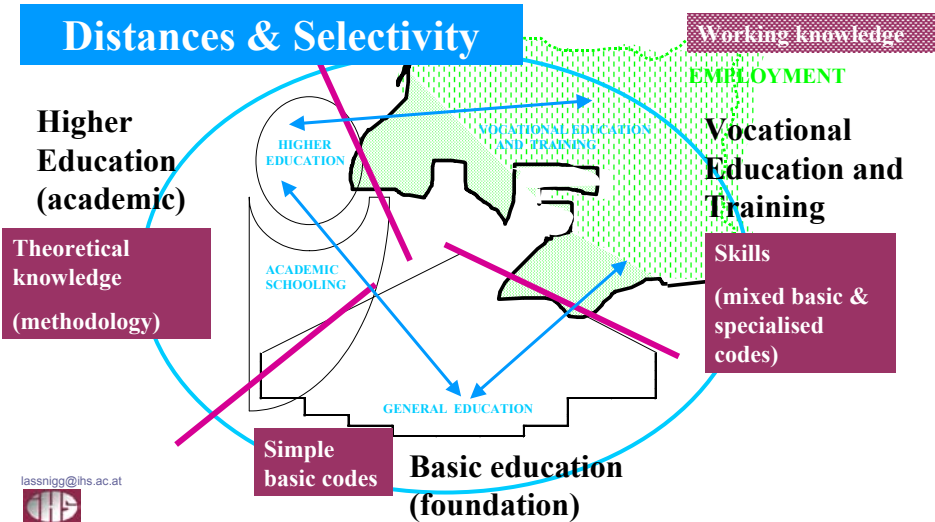 Distances & Selectivity
Working knowledge
EMPLOYMENT
Higher
Education
(academic)
HIGHER
EDUCATION
VOCATIONAL EDUCATION
AND TRAINING
Vocational
Education and
Training
Theoretical
knowledge
(methodology)
ACADEMIC
SCHOOLING
Skills
(mixed basic &
specialised
codes)
GENERAL EDUCATION
Simple
basic codes
Basic education
(foundation)
lassnigg@ihs.ac.at
iHS